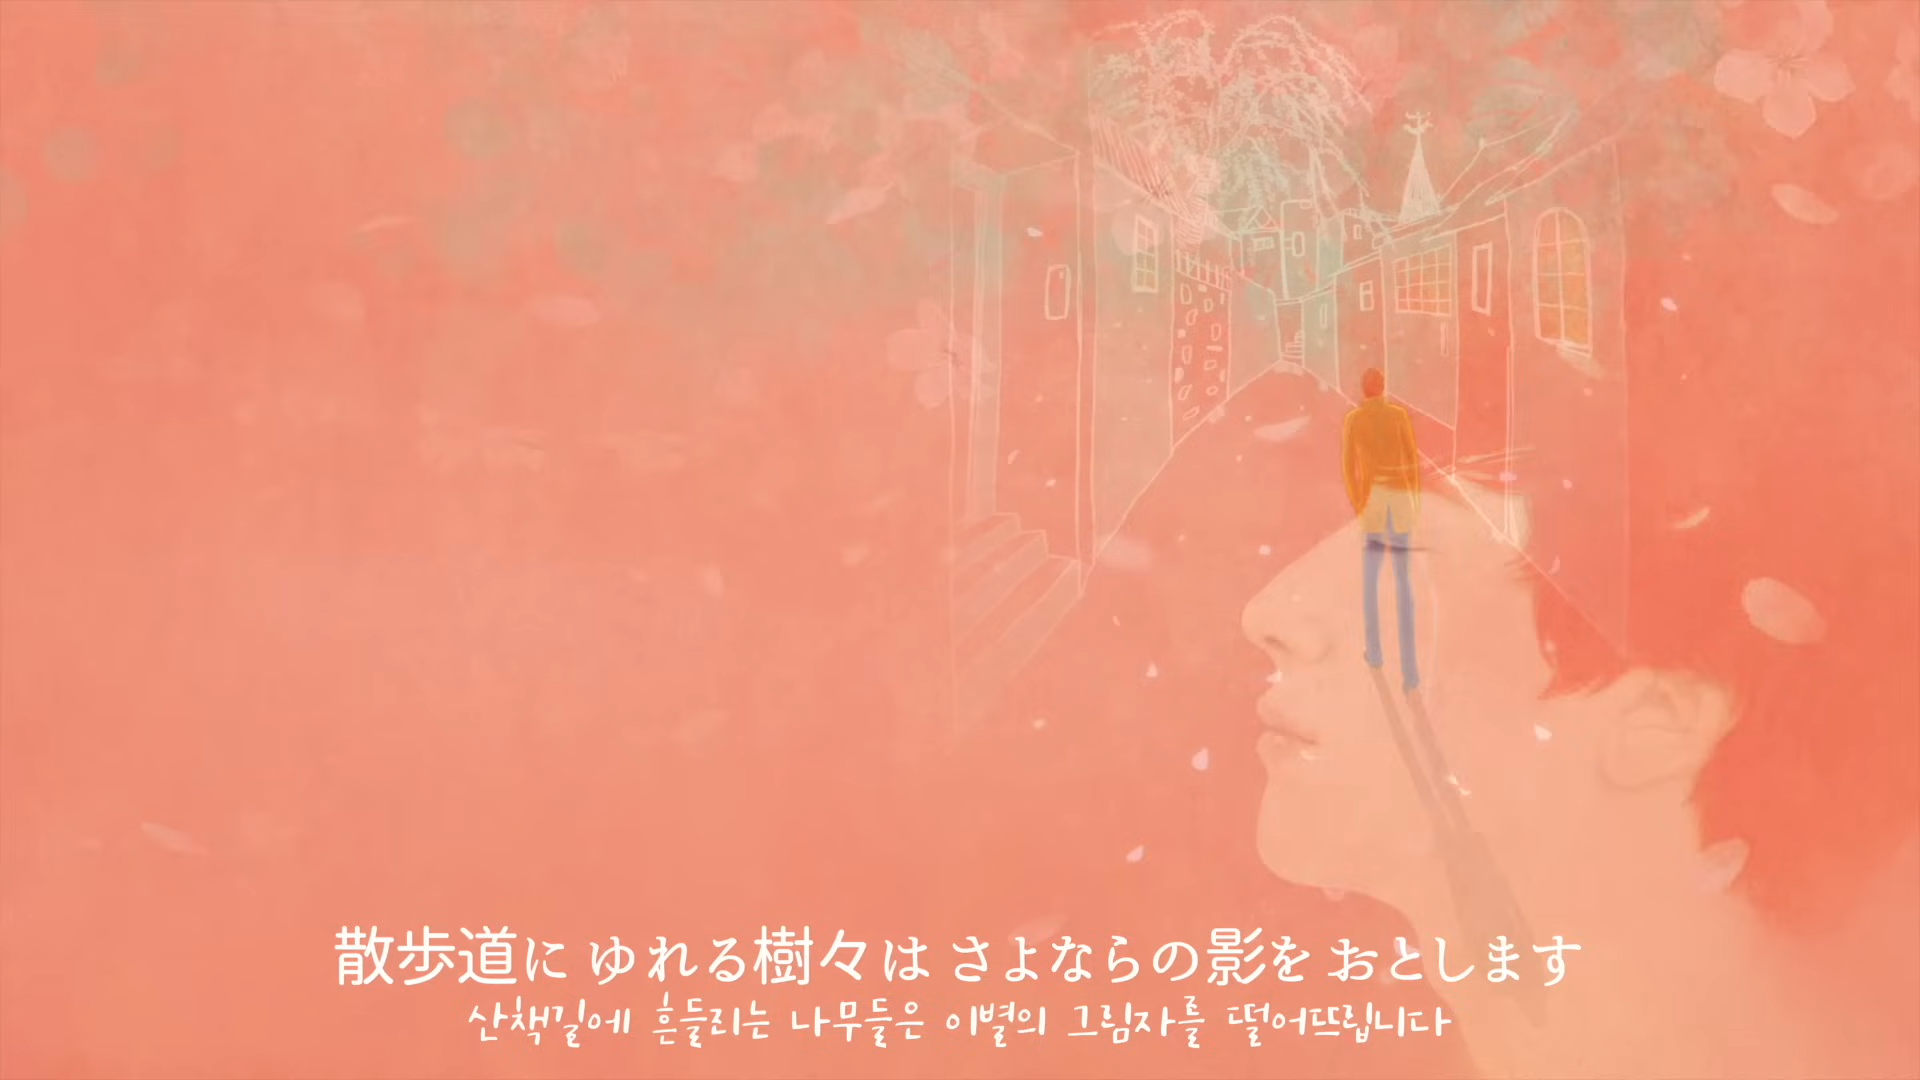 散歩道に ゆれる樹々は さよならの影を おとします
산책길에 흔들리는 나무들은 이별의 그림자를 떨어뜨립니다